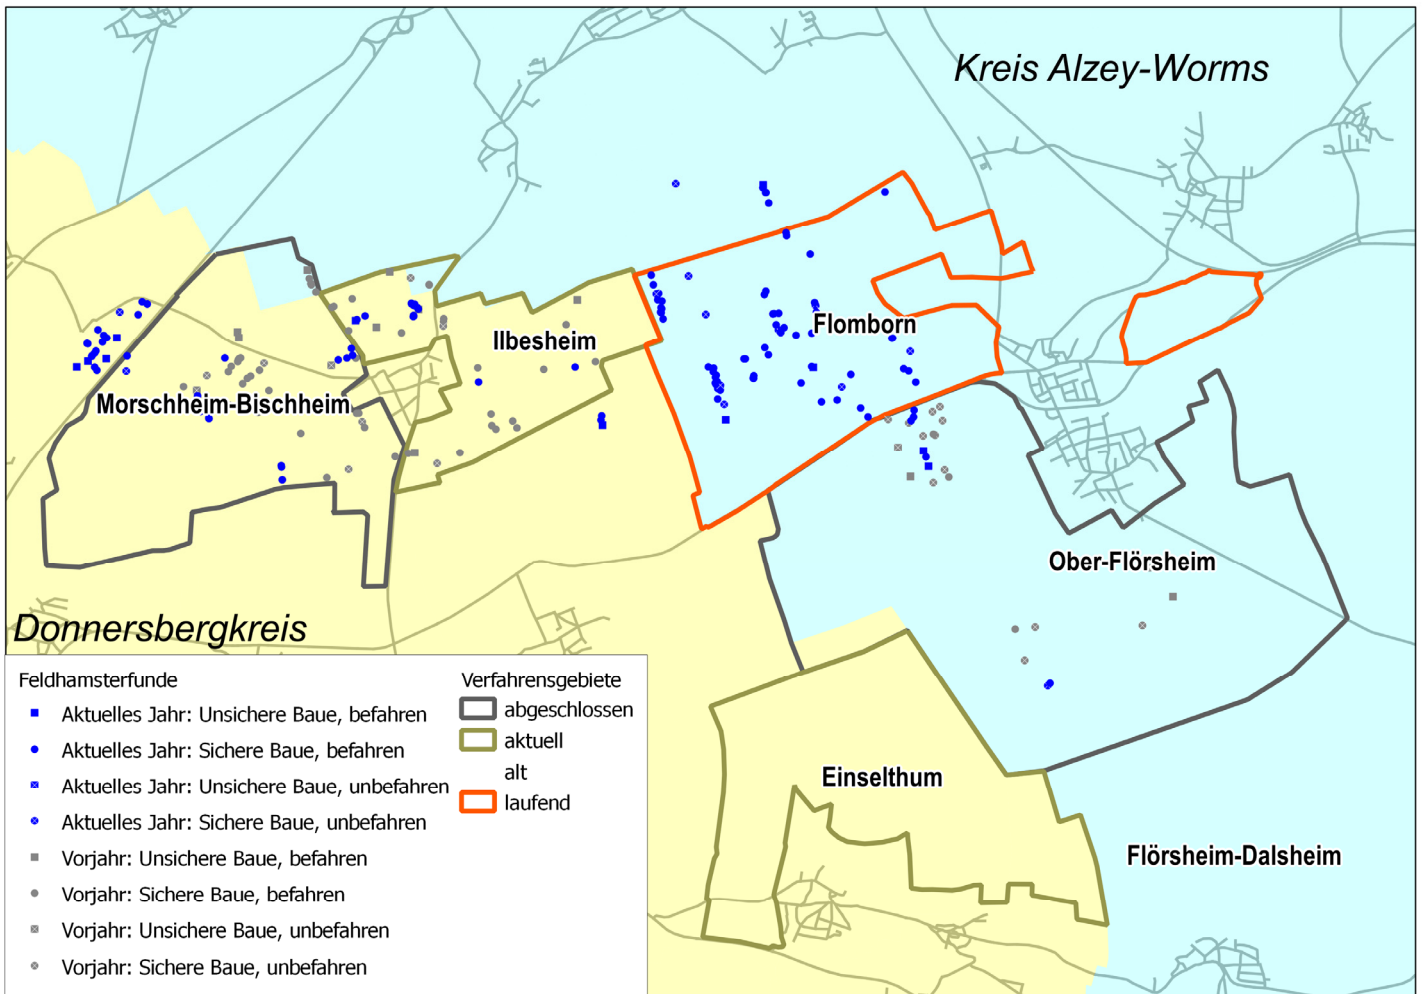 Kreis Alzey-Worms
Flomborn
Ilbesheim
Morschheim-Bischheim
Ober-Flörsheim
Donnersbergkreis
Einselthum
Flörsheim-Dalsheim
Feldhamsterfunde
Aktuelles Jahr: Unsichere Baue, befahren
Aktuelles Jahr: Sichere Baue, befahren
Aktuelles Jahr: Unsichere Baue, unbefahren
Aktuelles Jahr: Sichere Baue, unbefahren
Vorjahr: Unsichere Baue, befahren
Vorjahr: Sichere Baue, befahren
Vorjahr: Unsichere Baue, unbefahren
Vorjahr: Sichere Baue, unbefahren
Verfahrensgebiete
abgeschlossen
aktuell
alt
laufend